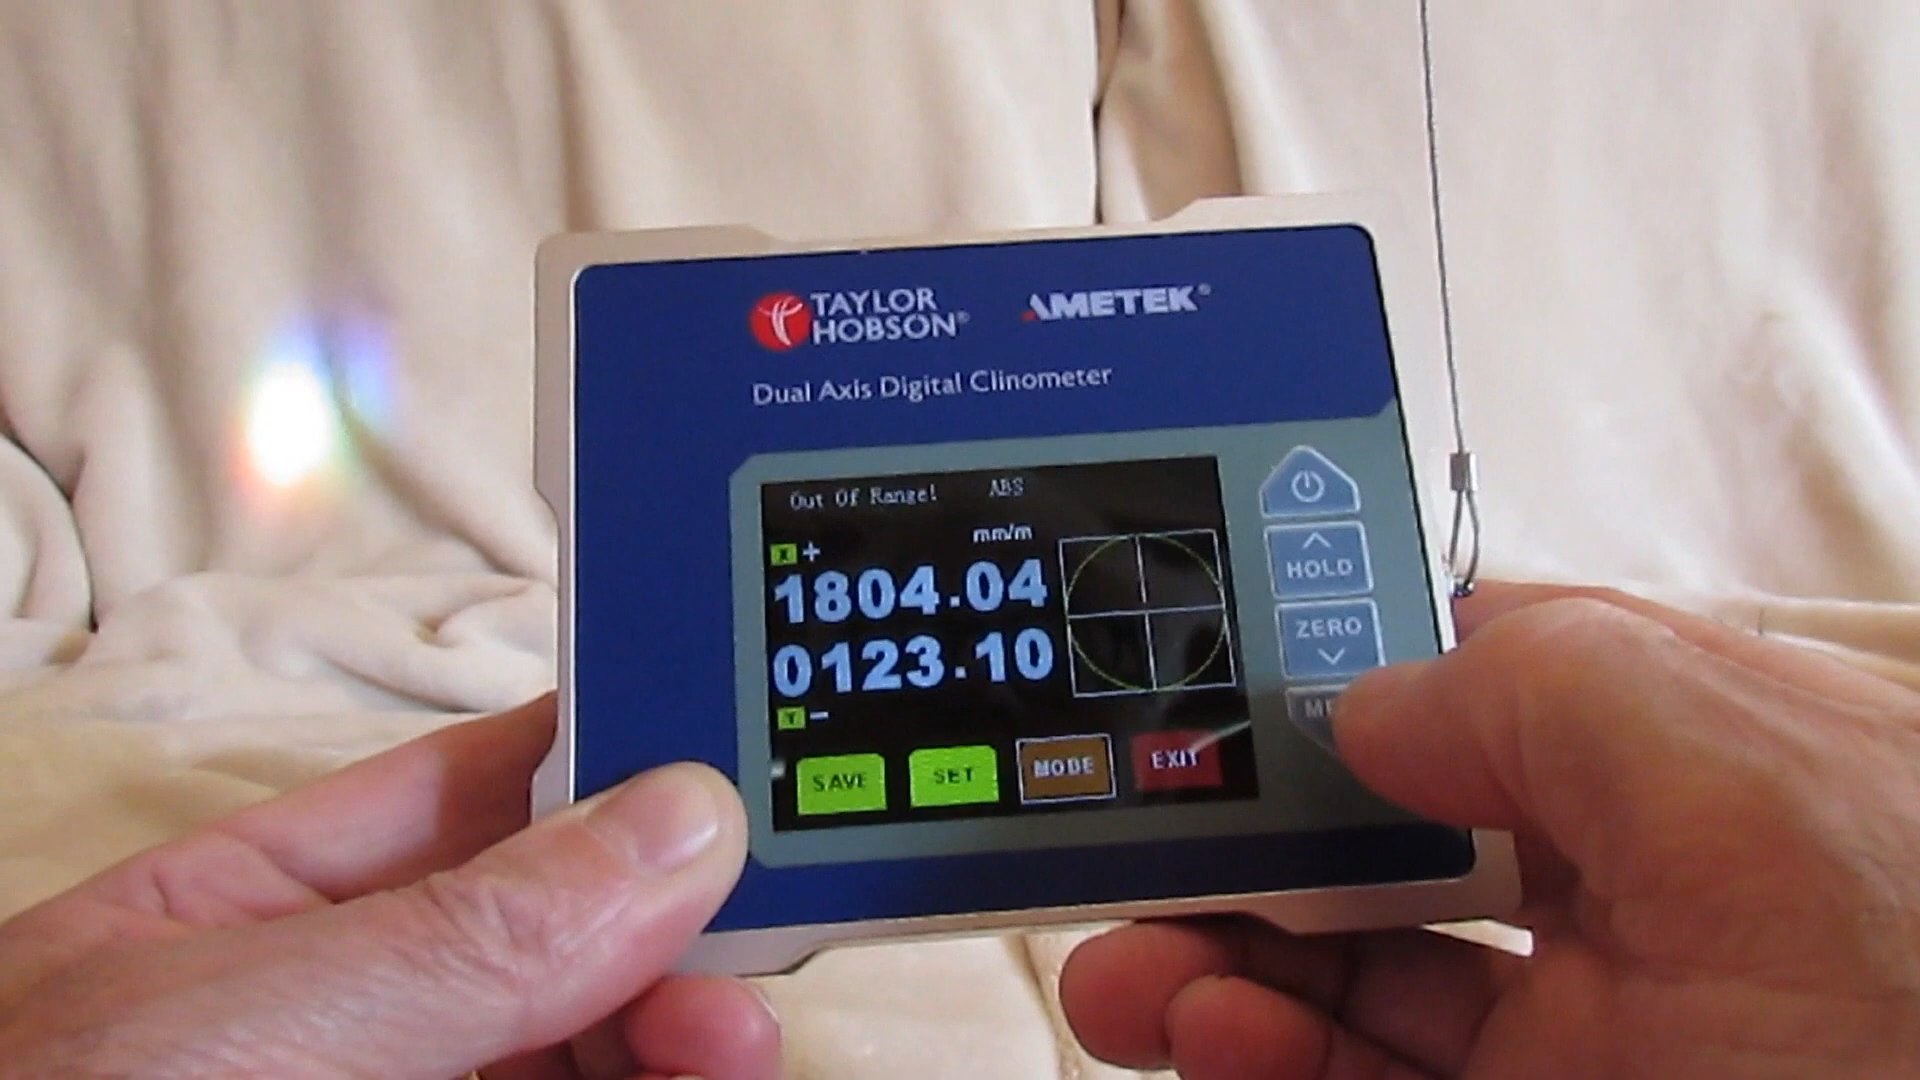 TAYLOR HOBSON® AMETEK®
Dual Axis Digital Clinometer
Out Of Range! ABS
mm/m
X +
1804.04
0123.10
Y -
SAVE SET MODE EXIT
HOLD
ZERO